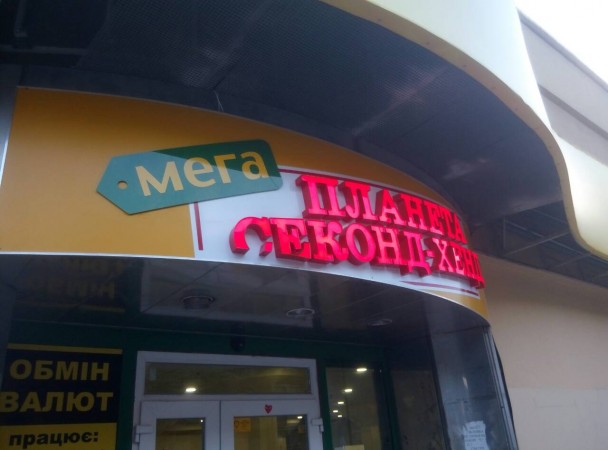 мега
ПЛАНЕТА
СЕКОНД-ХЕНД
ОБМІН
ВАЛЮТ
працює: